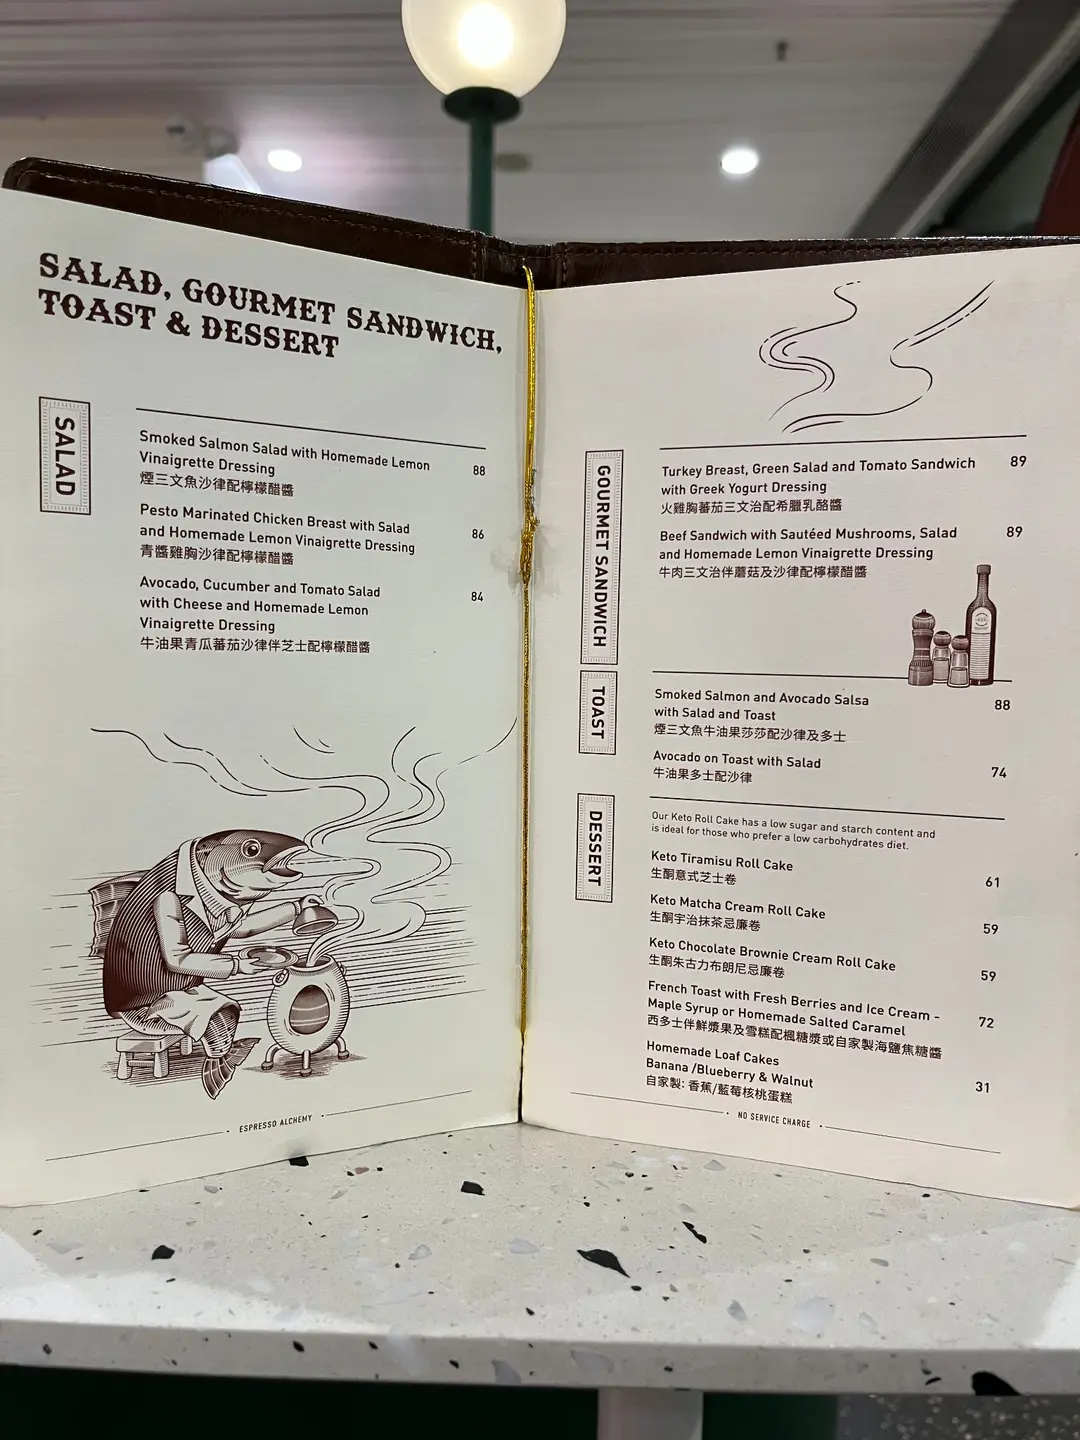 SALAD, GOURMET SANDWICH,
TOAST & DESSERT
SALAD
Smoked Salmon Salad with Homemade Lemon
Vinaigrette Dressing 88
煙三文魚沙律配檸檬醋醬
Pesto Marinated Chicken Breast with Salad
and Homemade Lemon Vinaigrette Dressing 86
青醬雞胸沙律配檸檬醋醬
Avocado, Cucumber and Tomato Salad 84
with Cheese and Homemade Lemon
Vinaigrette Dressing
牛油果青瓜蕃茄沙律伴芝士配檸檬醋醬
ESPRESSO ALCHEMY
GOURMET SANDWICH
Turkey Breast, Green Salad and Tomato Sandwich 89
with Greek Yogurt Dressing
火雞胸蕃茄三文治配希臘乳酪醬
Beef Sandwich with Sautéed Mushrooms, Salad 89
and Homemade Lemon Vinaigrette Dressing
牛肉三文治伴蘑菇及沙律配檸檬醋醬
TOAST
Smoked Salmon and Avocado Salsa 88
with Salad and Toast
煙三文魚牛油果莎莎配沙律及多士
Avocado on Toast with Salad 74
牛油果多士配沙律
DESSERT
Our Keto Roll Cake has a low sugar and starch content and
is ideal for those who prefer a low carbohydrates diet.
Keto Tiramisu Roll Cake 61
生酮意式芝士卷
Keto Matcha Cream Roll Cake 59
生酮宇治抹茶忌廉卷
Keto Chocolate Brownie Cream Roll Cake 59
生酮朱古力布朗尼忌廉卷
French Toast with Fresh Berries and Ice Cream -
Maple Syrup or Homemade Salted Caramel 72
西多士伴鮮漿果及雪糕配楓糖漿或自家製海鹽焦糖醬
Homemade Loaf Cakes
Banana /Blueberry & Walnut 31
自家製: 香蕉/藍莓核桃蛋糕
NO SERVICE CHARGE